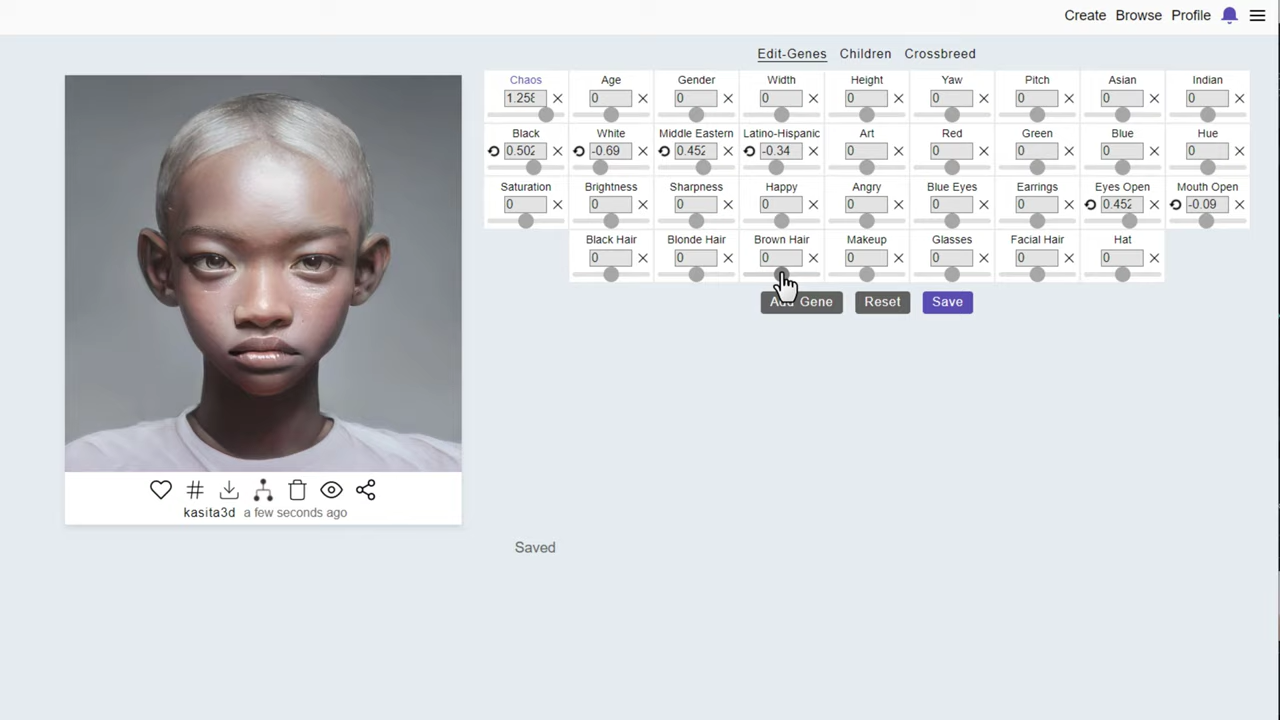 Create Browse Profile
Edit-Genes Children Crossbreed
Chaos Age Gender Width Height Yaw Pitch Asian Indian
1.258 0 0 0 0 0 0 0 0
Black White Middle Eastern Latino-Hispanic Art Red Green Blue Hue
0.502 -0.69 0.452 -0.34 0 0 0 0 0
Saturation Brightness Sharpness Happy Angry Blue Eyes Earrings Eyes Open Mouth Open
0 0 0 0 0 0 0 0.452 -0.09
Black Hair Blonde Hair Brown Hair Makeup Glasses Facial Hair Hat
0 0 0 0 0 0 0
Add Gene Reset Save
kasita3d a few seconds ago
Saved